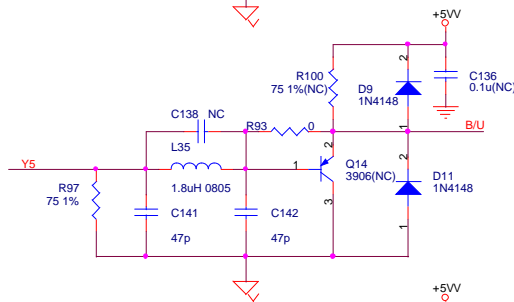 +5VV
R100
75 1%(NC)
2
D9
1N4148
C136
0.1u(NC)
C138
NC
R93
0
1
B/U
L35
Y5
2
1
Q14
3906(NC)
2
D11
1N4148
R97
75 1%
1.8uH 0805
3
1
C141
C142
47p
47p
+5VV